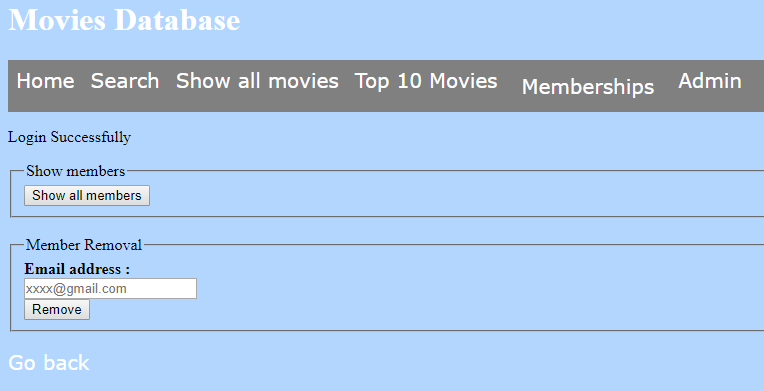 Movies Database
Home Search Show all movies Top 10 Movies Memberships Admin
Login Successfully
Show members
Show all members
Member Removal
Email address :
xxxx@gmail.com
Remove
Go back